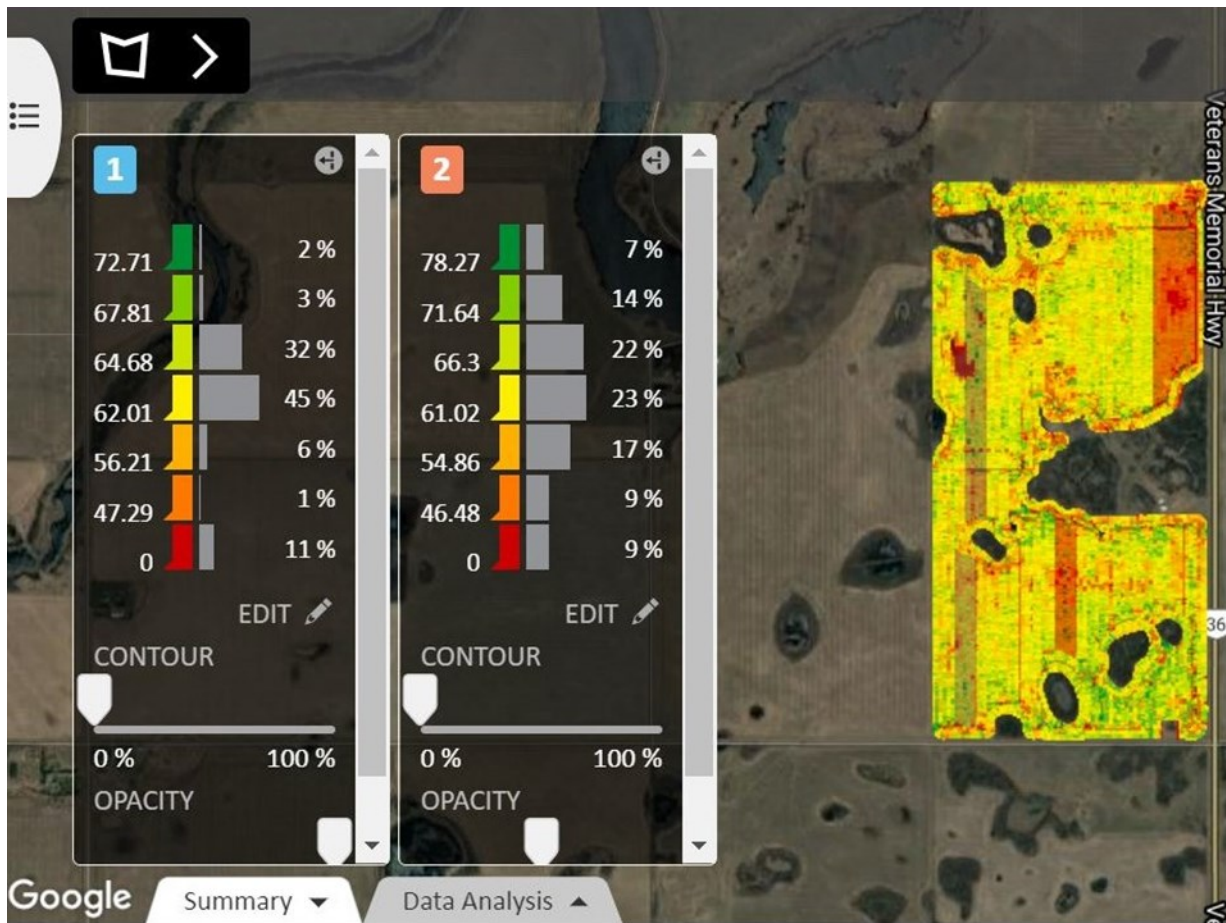 1
72.71 2 %
67.81 3 %
64.68 32 %
62.01 45 %
56.21 6 %
47.29 1 %
0 11 %
EDIT
CONTOUR
0 % 100 %
OPACITY
2
78.27 7 %
71.64 14 %
66.3 22 %
61.02 23 %
54.86 17 %
46.48 9 %
0 9 %
EDIT
CONTOUR
0 % 100 %
OPACITY
Veterans Memorial Hwy
36
Google
Summary
Data Analysis